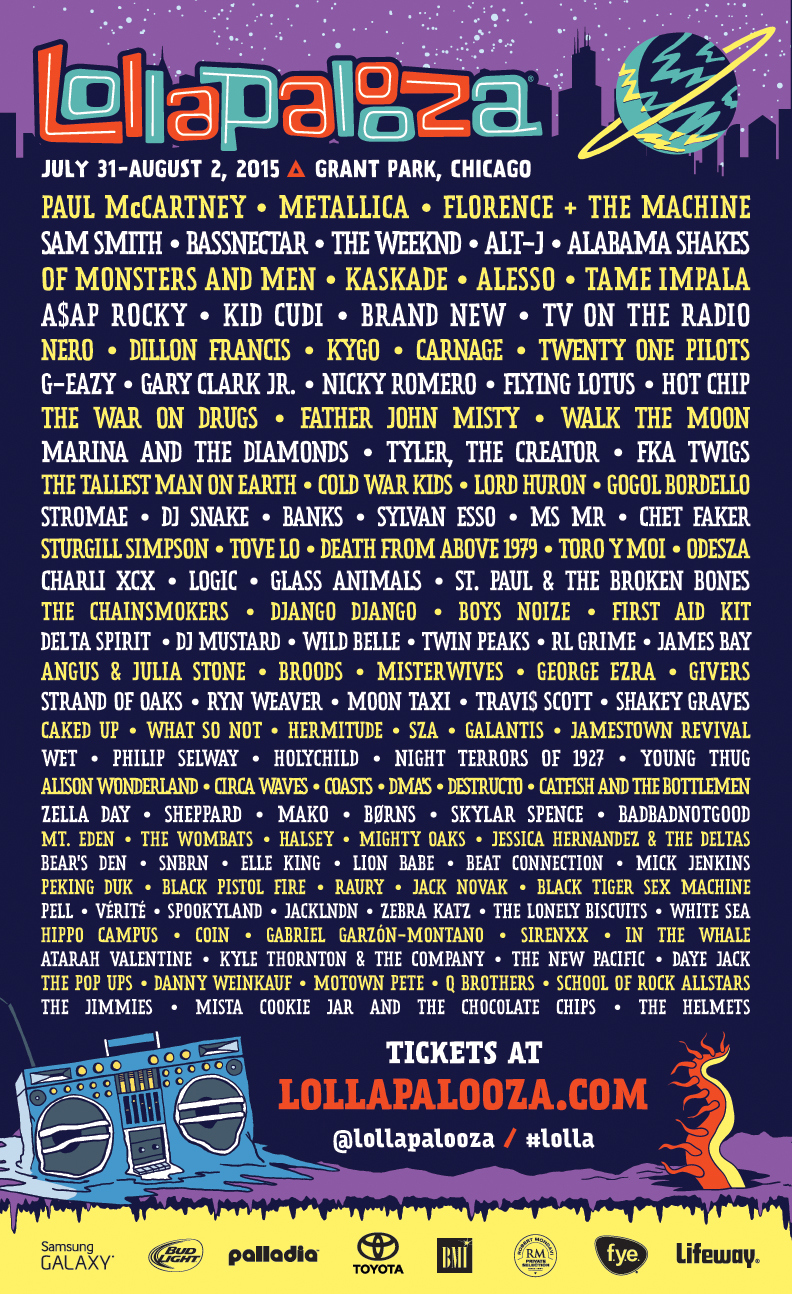 Lollapalooza®
JULY 31-AUGUST 2, 2015 GRANT PARK, CHICAGO
PAUL McCARTNEY • METALLICA • FLORENCE + THE MACHINE
SAM SMITH • BASSNECTAR • THE WEEKND • ALT-J • ALABAMA SHAKES
OF MONSTERS AND MEN • KASKADE • ALESSO • TAME IMPALA
A$AP ROCKY • KID CUDI • BRAND NEW • TV ON THE RADIO
NERO • DILLON FRANCIS • KYGO • CARNAGE • TWENTY ONE PILOTS
G-EAZY • GARY CLARK JR. • NICKY ROMERO • FLYING LOTUS • HOT CHIP
THE WAR ON DRUGS • FATHER JOHN MISTY • WALK THE MOON
MARINA AND THE DIAMONDS • TYLER, THE CREATOR • FKA TWIGS
THE TALLEST MAN ON EARTH • COLD WAR KIDS • LORD HURON • GOGOL BORDELLO
STROMAE • DJ SNAKE • BANKS • SYLVAN ESSO • MS MR • CHET FAKER
STURGILL SIMPSON • TOVE LO • DEATH FROM ABOVE 1979 • TORO Y MOI • ODESZA
CHARLI XCX • LOGIC • GLASS ANIMALS • ST. PAUL & THE BROKEN BONES
THE CHAINSMOKERS • DJANGO DJANGO • BOYS NOIZE • FIRST AID KIT
DELTA SPIRIT • DJ MUSTARD • WILD BELLE • TWIN PEAKS • RL GRIME • JAMES BAY
ANGUS & JULIA STONE • BROODS • MISTERWIVES • GEORGE EZRA • GIVERS
STRAND OF OAKS • RYN WEAVER • MOON TAXI • TRAVI$ SCOTT • SHAKEY GRAVES
CAKED UP • WHAT SO NOT • HERMITUDE • SZA • GALANTIS • JAMESTOWN REVIVAL
WET • PHILIP SELWAY • HOLYCHILD • NIGHT TERRORS OF 1927 • YOUNG THUG
ALISON WONDERLAND • CIRCA WAVES • COASTS • DMA'S • DESTRUCTO • CATFISH AND THE BOTTLEMEN
ZELLA DAY • SHEPPARD • MAKO • BØRNS • SKYLAR SPENCE • BADBADNOTGOOD
MT. EDEN • THE WOMBATS • HALSEY • MIGHTY OAKS • JESSICA HERNANDEZ & THE DELTAS
BEAR'S DEN • SNBRN • ELLE KING • LION BABE • BEAT CONNECTION • MICK JENKINS
PEKING DUK • BLACK PISTOL FIRE • RAURY • JACK NOVAK • BLACK TIGER SEX MACHINE
PELL • VÉRITÉ • SPOOKYLAND • JACKLNDN • ZEBRA KATZ • THE LONELY BISCUITS • WHITE SEA
HIPPO CAMPUS • COIN • GABRIEL GARZÓN-MONTANO • SIRENXX • IN THE WHALE
ATARAH VALENTINE • KYLE THORNTON & THE COMPANY • THE NEW PACIFIC • DAYE JACK
THE POP UPS • DANNY WEINKAUF • MOTOWN PETE • Q BROTHERS • SCHOOL OF ROCK ALLSTARS
THE JIMMIES • MISTA COOKIE JAR AND THE CHOCOLATE CHIPS • THE HELMETS
TICKETS AT
LOLLAPALOOZA.COM
@lollapalooza / #lolla
Samsung
GALAXY
BUD LIGHT
palladia
TOYOTA
BMI
ROBERT MONDAVI
RM
PRIVATE
SELECTION
f.y.e.
Lifeway